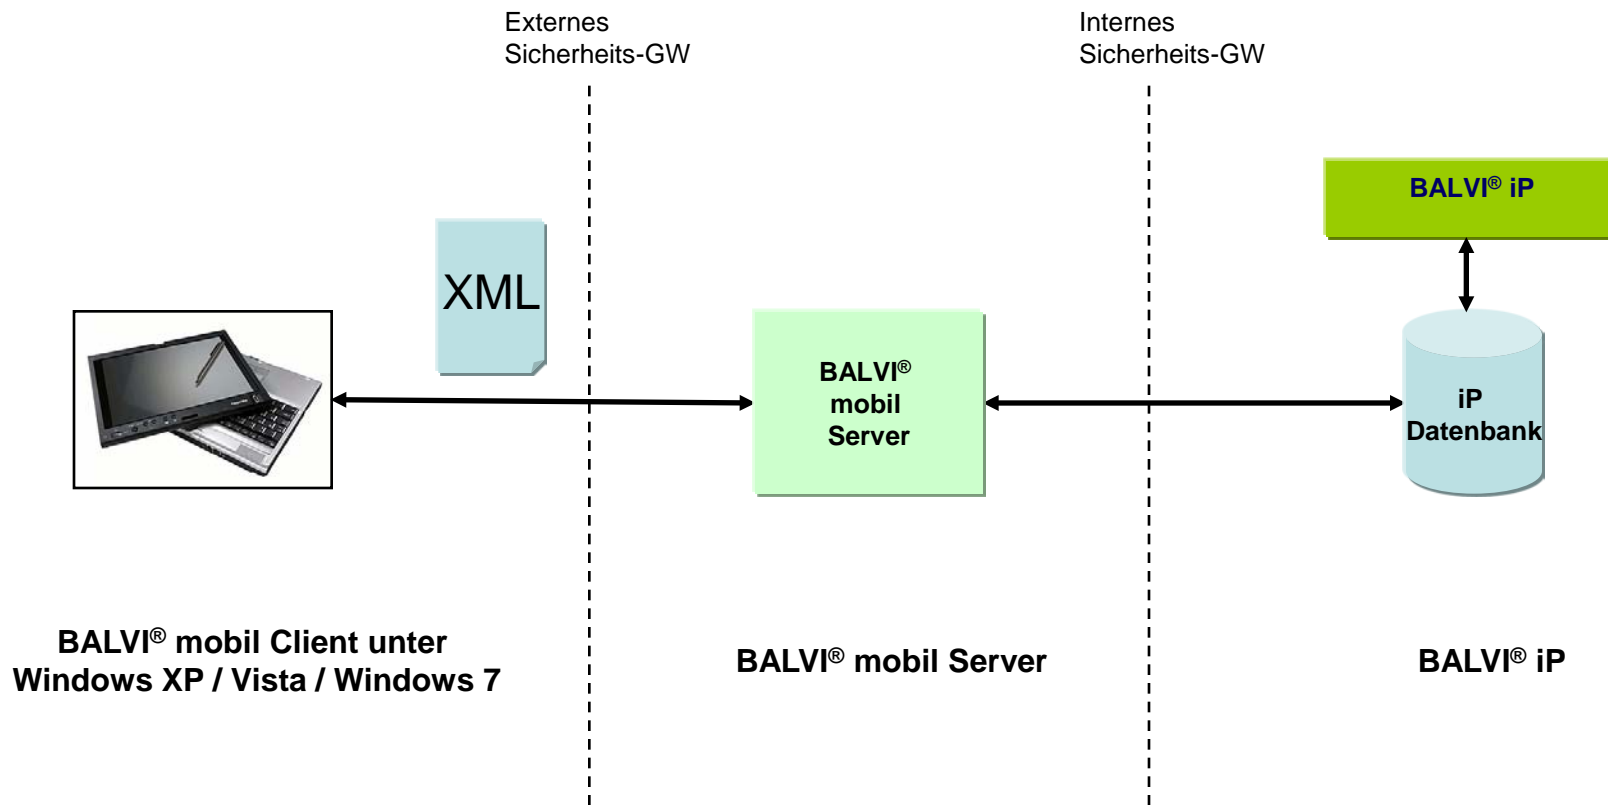 Externes
Sicherheits-GW
Internes
Sicherheits-GW
BALVI® iP
XML
BALVI®
mobil
Server
iP
Datenbank
BALVI® mobil Client unter
Windows XP / Vista / Windows 7
BALVI® mobil Server
BALVI® iP